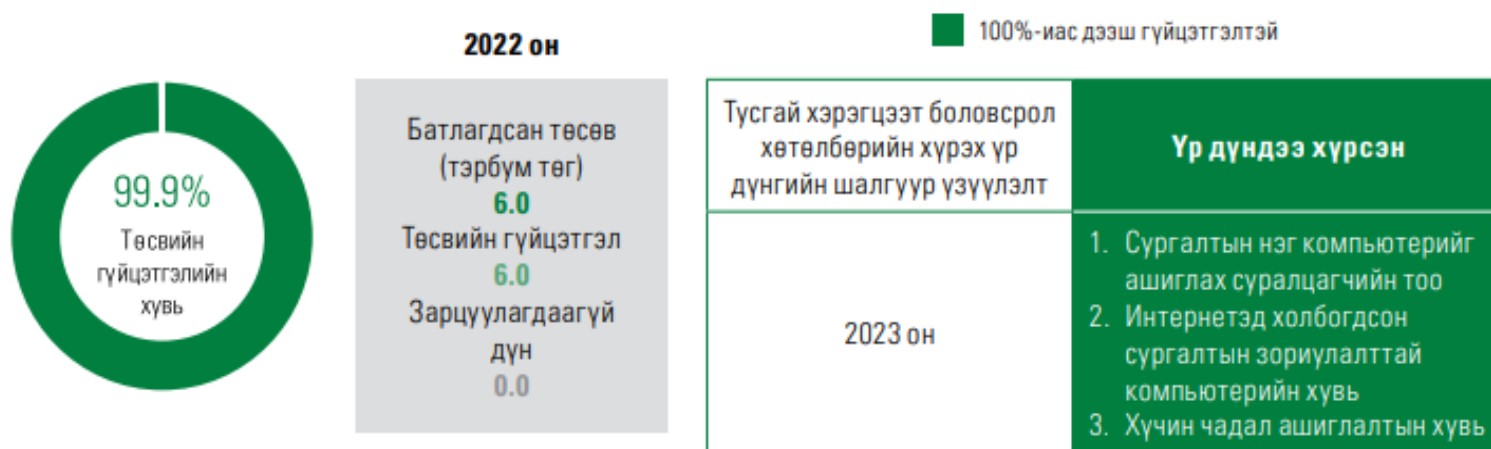 2022 он
100%-иас дээш гүйцэтгэлтэй
99.9%
Төсвийн
гүйцэтгэлийн
хувь
Батлагдсан төсөв
(тэрбум төг)
6.0
Төсвийн гүйцэтгэл
6.0
Зарцуулагдаагүй
дүн
0.0
Тусгай хэрэгцээт боловсрол
хөтөлбөрийн хүрэх үр
дүнгийн шалгуур үзүүлэлт
Үр дүндээ хүрсэн
2023 он
1. Сургалтын нэг компьютерийг
ашиглах суралцагчийн тоо
2. Интернетэд холбогдсон
сургалтын зориулалттай
компьютерийн хувь
3. Хүчин чадал ашиглалтын хувь